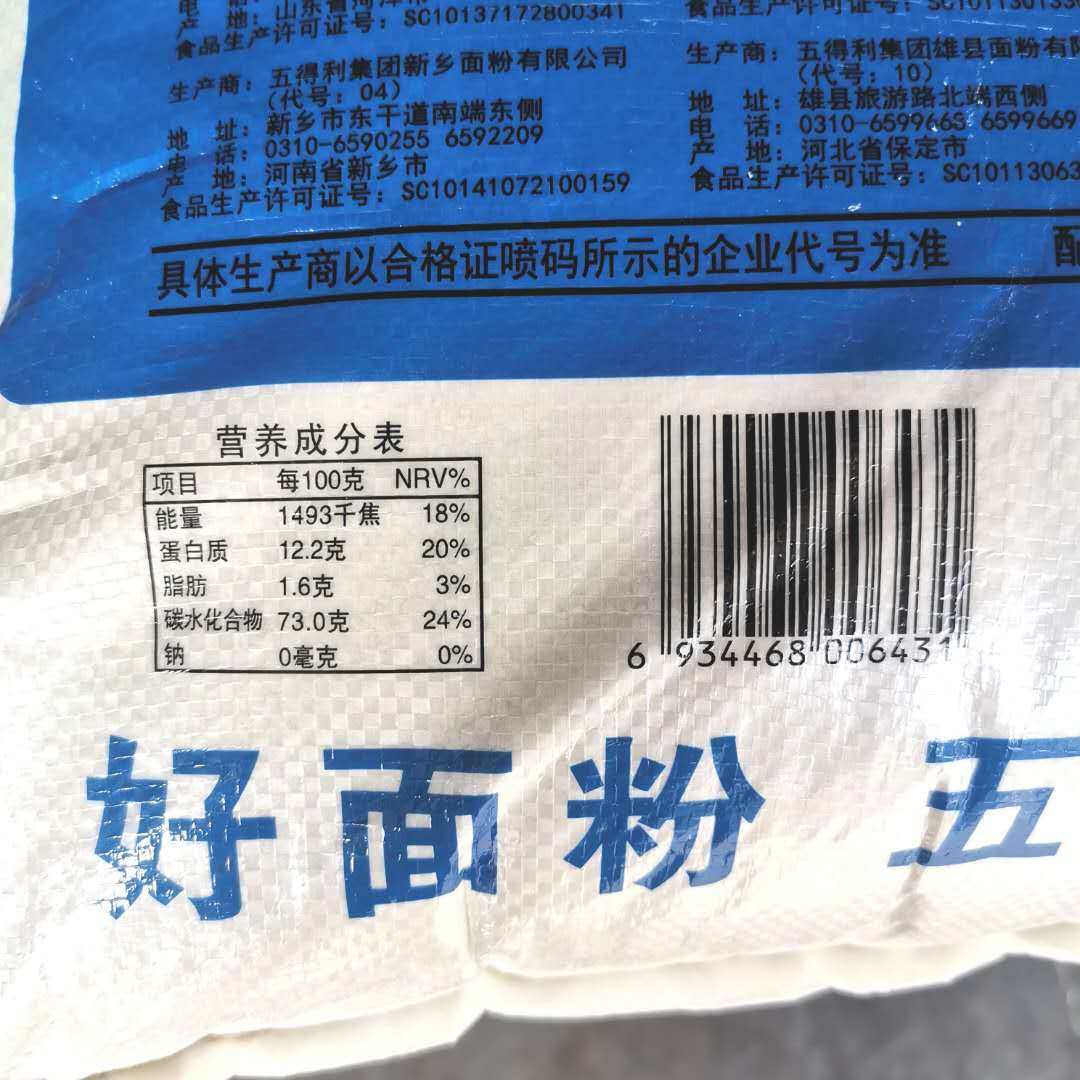 产 地：山东省菏泽市
食品生产许可证号：SC10137172800341
生产商：五得利集团新乡面粉有限公司
（代号：04）
地 址：新乡市东干道南端东侧
电 话：0310-6590255 6592209
产 地：河南省新乡市
食品生产许可证号：SC10141072100159
生产商：五得利集团雄县面粉有
（代号：10）
地 址：雄县旅游路北端西侧
电 话：0310-6599663 6599669
产 地：河北省保定市
食品生产许可证号：SC10113063
具体生产商以合格证喷码所示的企业代号为准
营养成分表
项目 每100克 NRV%
能量 1493千焦 18%
蛋白质 12.2克 20%
脂肪 1.6克 3%
碳水化合物 73.0克 24%
钠 0毫克 0%
6 934468 006431
好面粉 五